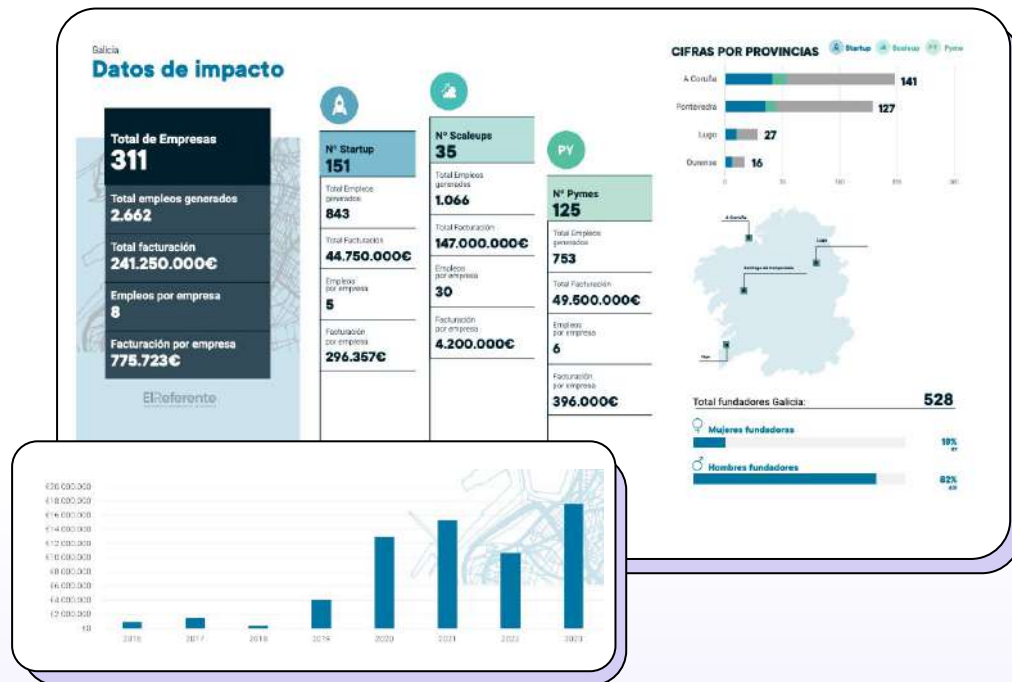 Galicia
Datos de impacto
Total de Empresas
311
Total empleos generados
2.662
Total facturación
241.250.000€
Empleos por empresa
8
Facturación por empresa
775.723€
ElReferente
Nº Startup
151
Total Empleos
generados
843
Total Facturación
44.750.000€
Empleos
por empresa
5
Facturación
por empresa
296.357€
Nº Scaleups
35
Total Empleos
generados
1.066
Total Facturación
147.000.000€
Empleos
por empresa
30
Facturación
por empresa
4.200.000€
PY
Nº Pymes
125
Total Empleos
generados
753
Total Facturación
49.500.000€
Empleos
por empresa
6
Facturación
por empresa
396.000€
CIFRAS POR PROVINCIAS
Startup
Scaleup
PY Pyme
A Coruña
141
Pontevedra
127
Lugo
27
Ourense
16
0
50
100
A Coruña
Lugo
Santiago de Compostela
Vigo
Total fundadores Galicia:
528
Mujeres fundadoras
Hombres fundadores
82%
€20.000.000
€18.000.000
€16.000.000
€14.000.000
€12.000.000
€10.000.000
€8.000.000
€6.000.000
€4.000.000
€2.000.000
€0
2016
2017
2018
2019
2020
2021
2022
2023